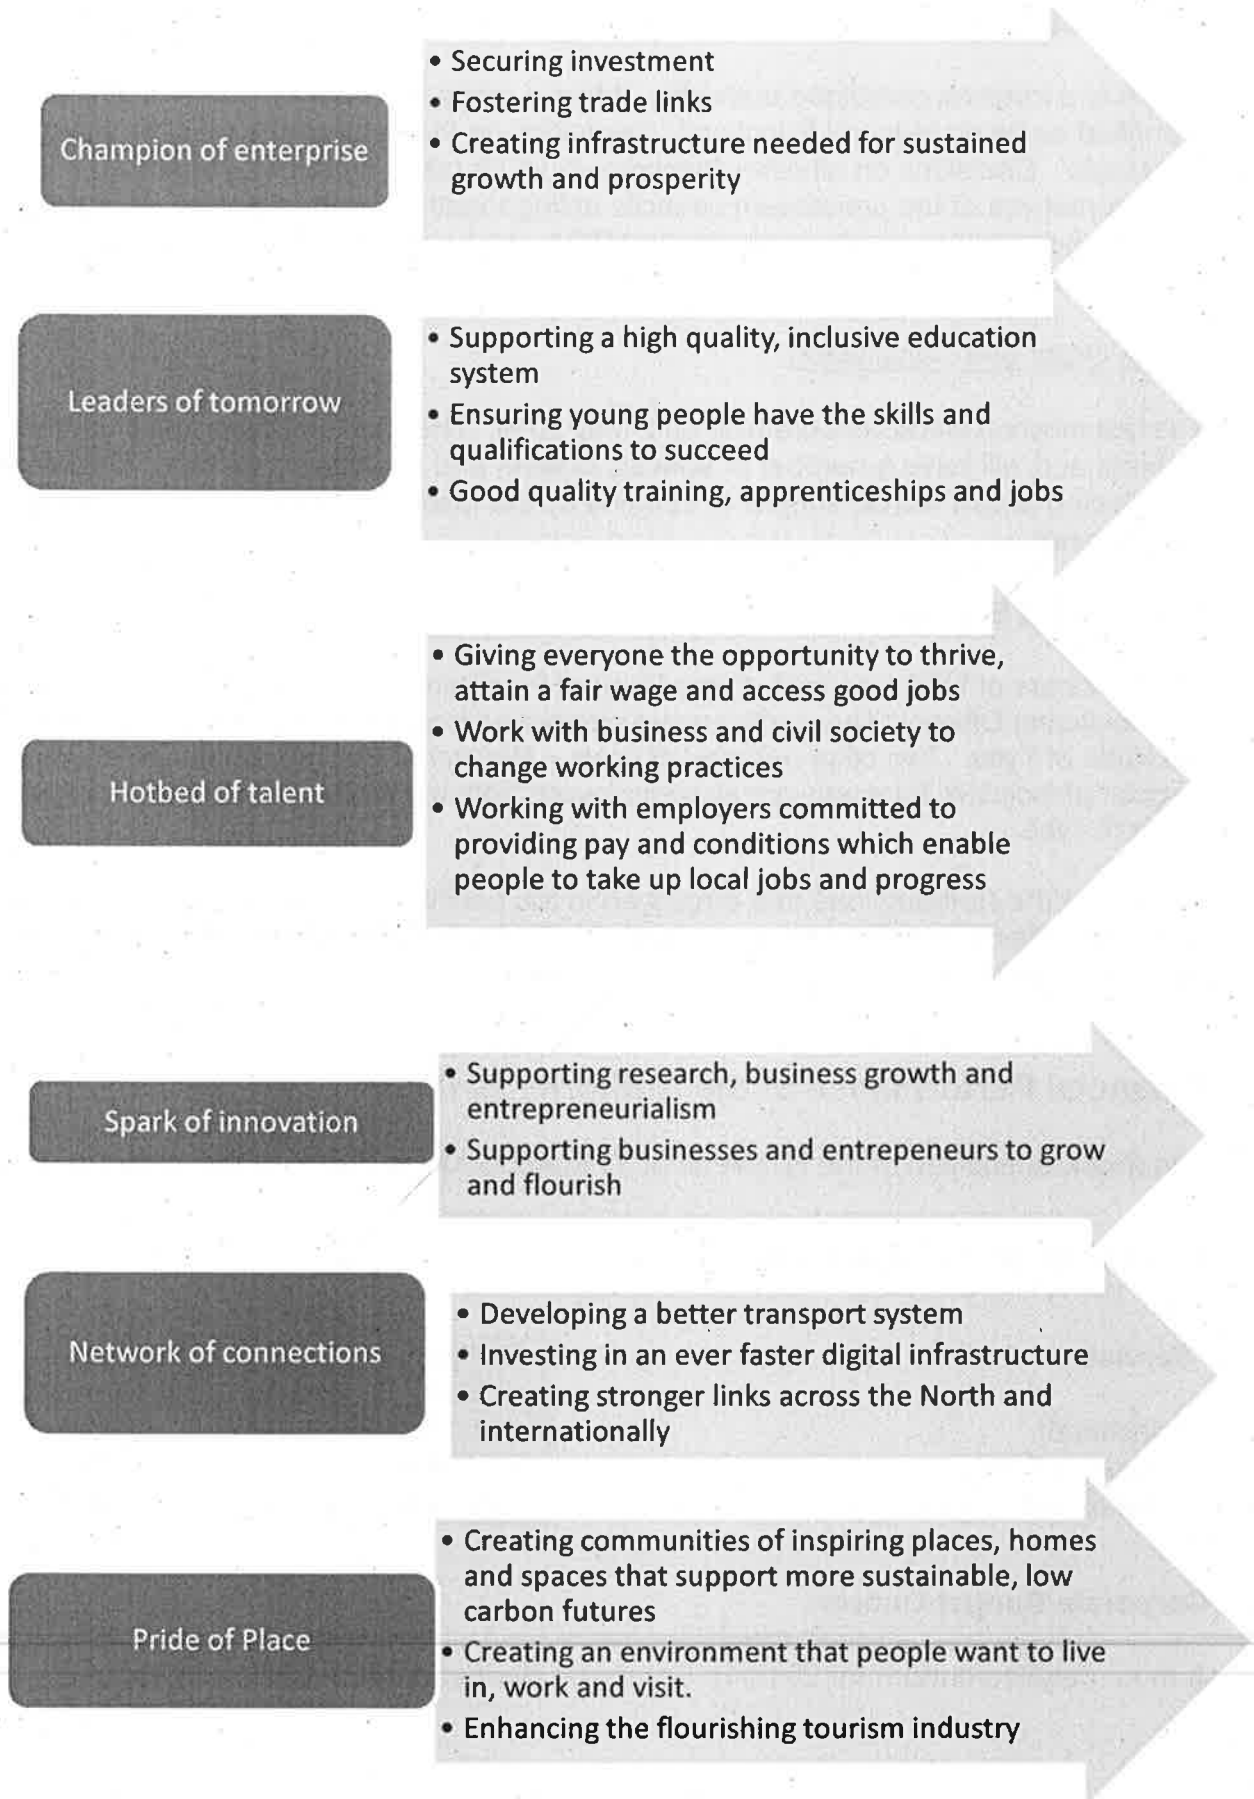 Champion of enterprise
• Securing investment
• Fostering trade links
• Creating infrastructure needed for sustained
growth and prosperity
Leaders of tomorrow
• Supporting a high quality, inclusive education
system
• Ensuring young people have the skills and
qualifications to succeed
• Good quality training, apprenticeships and jobs
Hotbed of talent
• Giving everyone the opportunity to thrive,
attain a fair wage and access good jobs
• Work with business and civil society to
change working practices
• Working with employers committed to
providing pay and conditions which enable
people to take up local jobs and progress
Spark of innovation
• Supporting research, business growth and
entrepreneurialism
• Supporting businesses and entrepeneurs to grow
and flourish
Network of connections
• Developing a better transport system
• Investing in an ever faster digital infrastructure
• Creating stronger links across the North and
internationally
Pride of Place
• Creating communities of inspiring places, homes
and spaces that support more sustainable, low
carbon futures
• Creating an environment that people want to live
in, work and visit.
• Enhancing the flourishing tourism industry